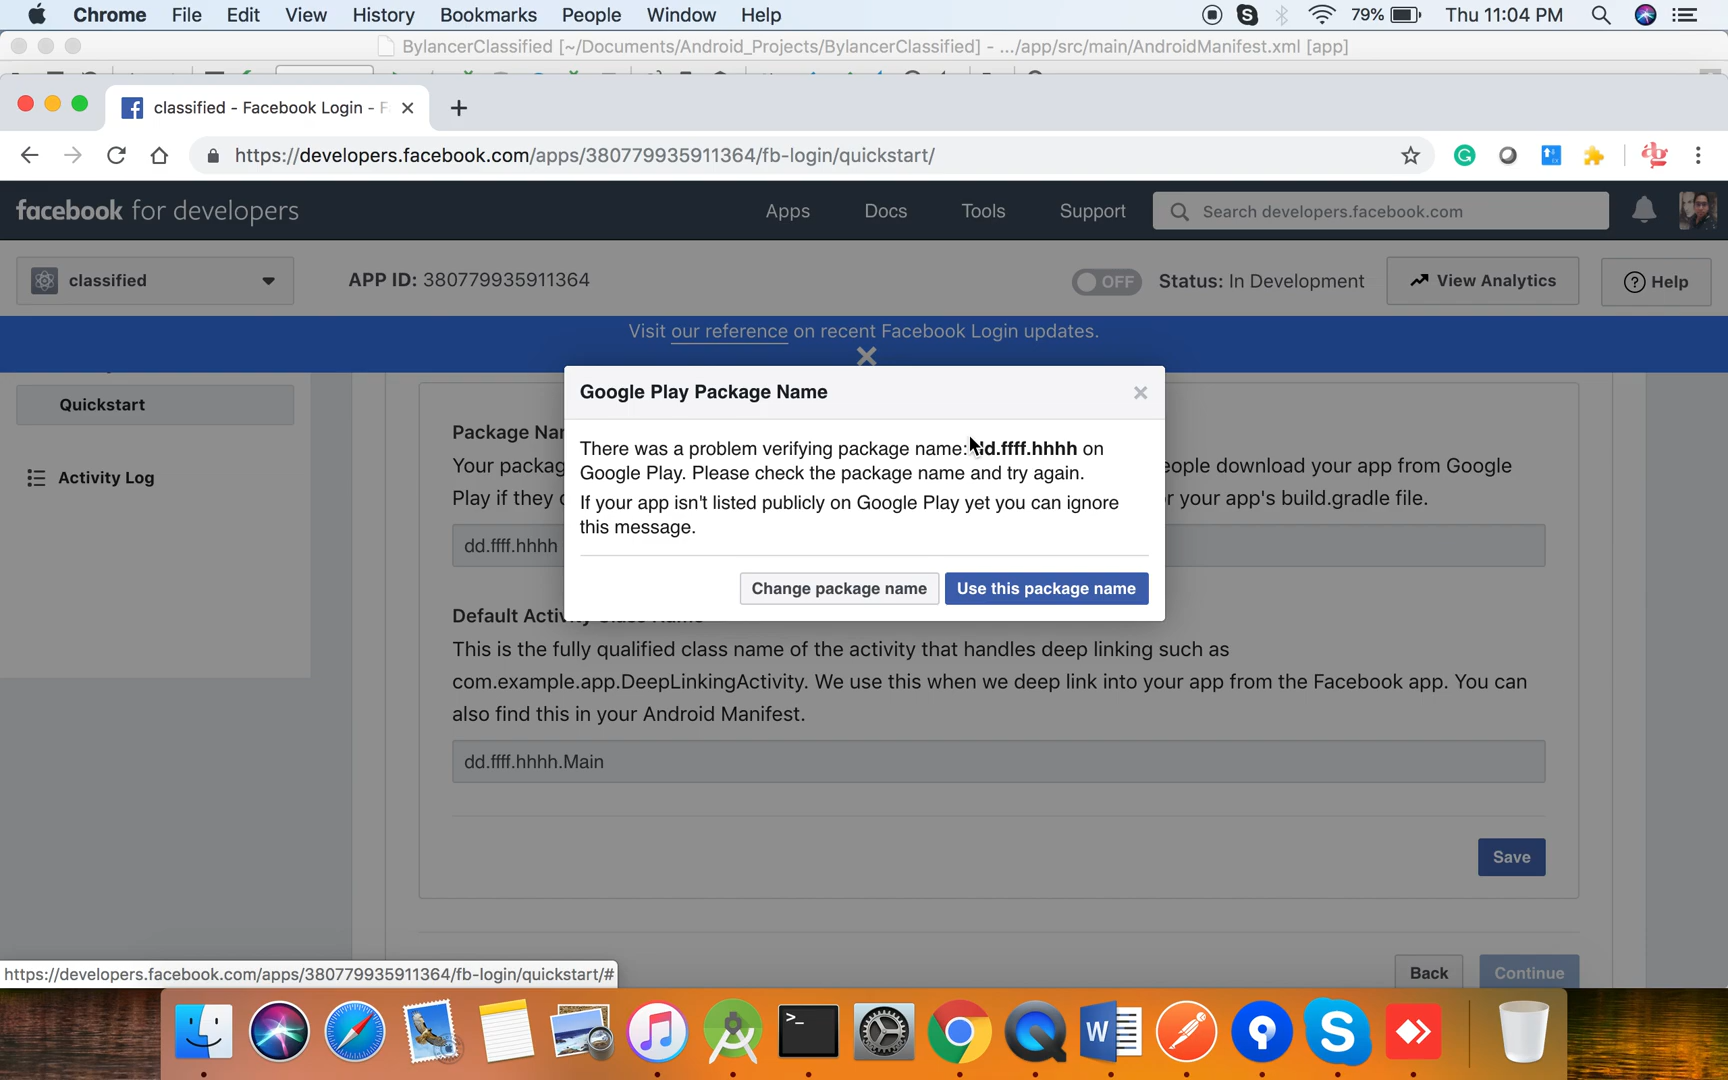 Chrome File Edit View History Bookmarks People Window Help 79% Thu 11:04 PM
BylancerClassified [~/Documents/Android_Projects/BylancerClassified] - .../app/src/main/AndroidManifest.xml [app]
classified - Facebook Login - F
https://developers.facebook.com/apps/380779935911364/fb-login/quickstart/
facebook for developers Apps Docs Tools Support Search developers.facebook.com
classified APP ID: 380779935911364 OFF Status: In Development View Analytics Help
Visit our reference on recent Facebook Login updates.
Quickstart
Activity Log
Google Play Package Name
There was a problem verifying package name: dd.ffff.hhhh on
Google Play. Please check the package name and try again.
If your app isn't listed publicly on Google Play yet you can ignore
this message.
Change package name Use this package name
Package Nar
Your packag eople download your app from Google
Play if they r your app's build.gradle file.
dd.ffff.hhhh
Default Activ
This is the fully qualified class name of the activity that handles deep linking such as
com.example.app.DeepLinkingActivity. We use this when we deep link into your app from the Facebook app. You can
also find this in your Android Manifest.
dd.ffff.hhhh.Main
Save
Back Continue
https://developers.facebook.com/apps/380779935911364/fb-login/quickstart/#